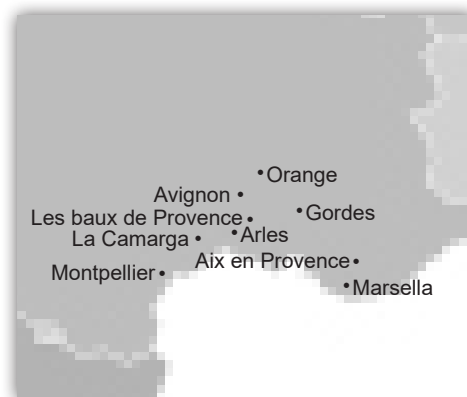 Orange
Avignon
Les baux de Provence
Gordes
La Camarga
Arles
Aix en Provence
Montpellier
Marsella